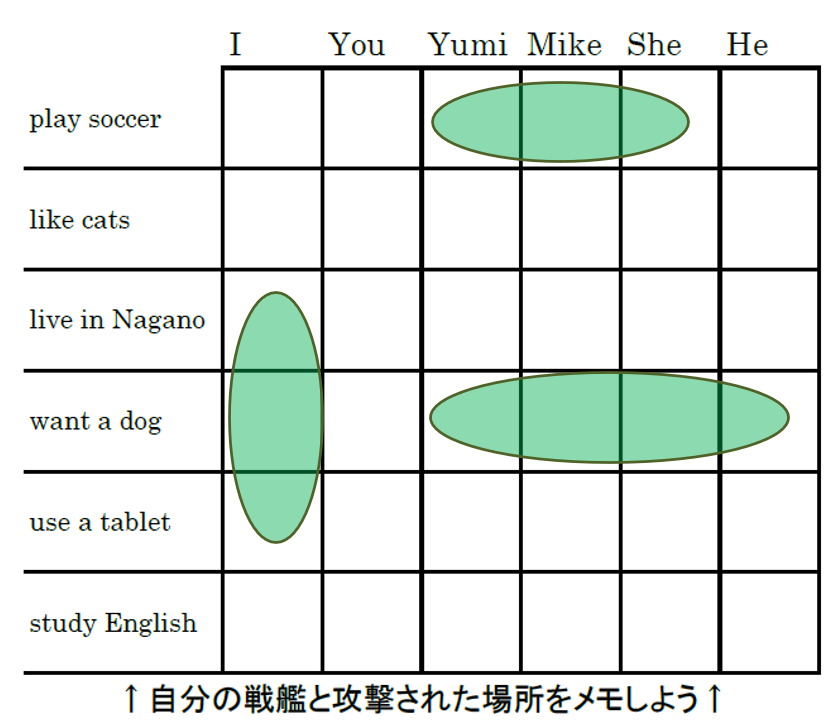 I You Yumi Mike She He
play soccer
like cats
live in Nagano
want a dog
use a tablet
study English
↑自分の戦艦と攻撃された場所をメモしよう↑